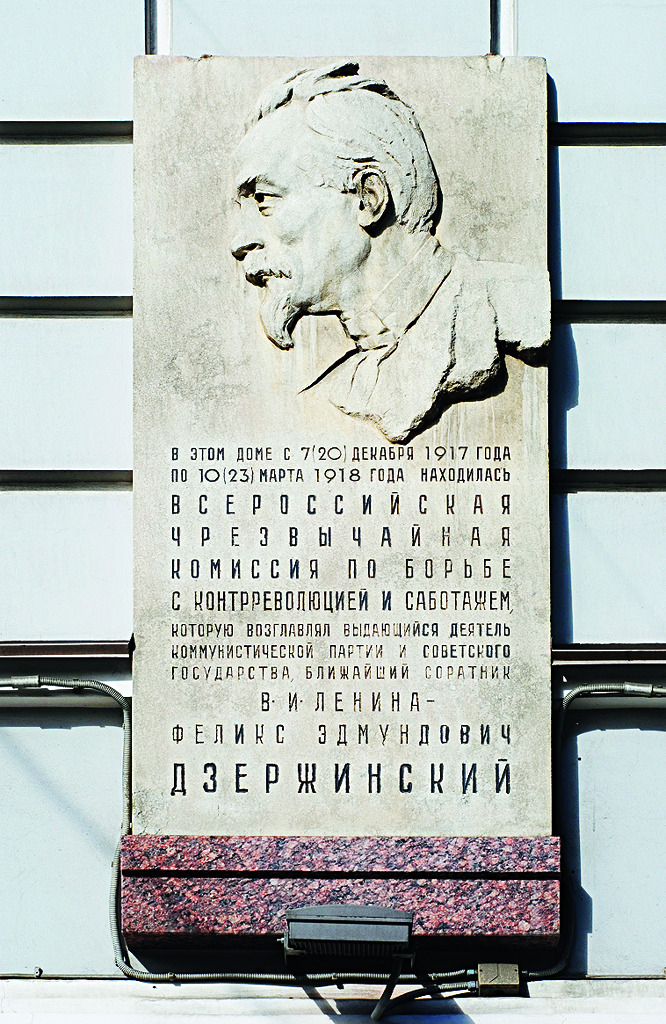 В ЭТОМ ДОМЕ С 7(20) ДЕКАБРЯ 1917 ГОДА
ПО 10(23) МАРТА 1918 ГОДА НАХОДИЛАСЬ
ВСЕРОССИЙСКАЯ
ЧРЕЗВЫЧАЙНАЯ
КОМИССИЯ ПО БОРЬБЕ
С КОНТРРЕВОЛЮЦИЕЙ И САБОТАЖЕМ,
КОТОРУЮ ВОЗГЛАВЛЯЛ ВЫДАЮЩИЙСЯ ДЕЯТЕЛЬ
КОММУНИСТИЧЕСКОЙ ПАРТИИ И СОВЕТСКОГО
ГОСУДАРСТВА, БЛИЖАЙШИЙ СОРАТНИК
В·И·ЛЕНИНА–
ФЕЛИКС ЭДМУНДОВИЧ
ДЗЕРЖИНСКИЙ